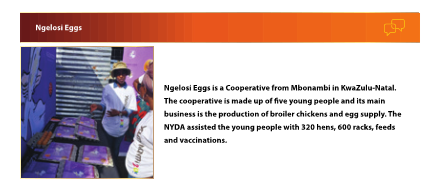 Ngelosi Eggs
Ngelosi Eggs is a Cooperative from Mbonambi in KwaZulu-Natal.
The cooperative is made up of five young people and its main
business is the production of broiler chickens and egg supply. The
NYDA assisted the young people with 320 hens, 600 racks, feeds
and vaccinations.